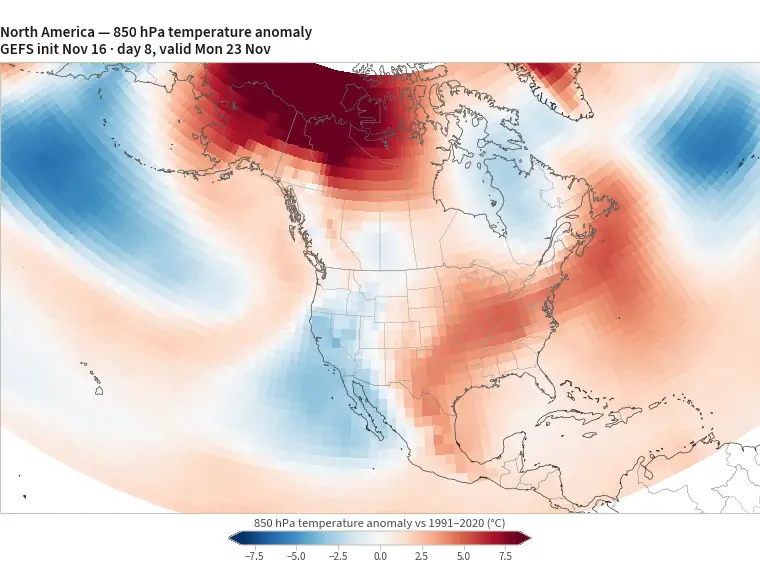 North America — 850 hPa temperature anomaly
GEFS init Nov 16 · day 8, valid Mon 23 Nov
850 hPa temperature anomaly vs 1991–2020 (°C)
−7.5 −5.0 −2.5 0.0 2.5 5.0 7.5